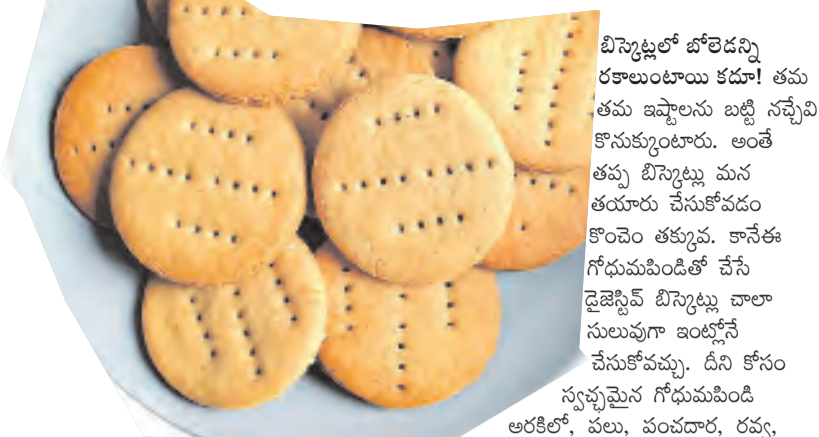 బిస్కెట్లలో బోలెడన్ని
రకాలుంటాయి కదూ! తమ
తమ ఇష్టాలను బట్టి నచ్చేవి
కొనుక్కుంటారు. అంతే
తప్ప బిస్కెట్లు మన
తయారు చేసుకోవడం
కొంచెం తక్కువ. కానేఈ
గోధుమపిండితో చేసే
డైజెస్టివ్ బిస్కెట్లు చాలా
సులువుగా ఇంట్లోనే
చేసుకోవచ్చు. దీని కోసం
స్వచ్ఛమైన గోధుమపిండి
అరకిలో, పలు, పంచదార, రవ్వ,